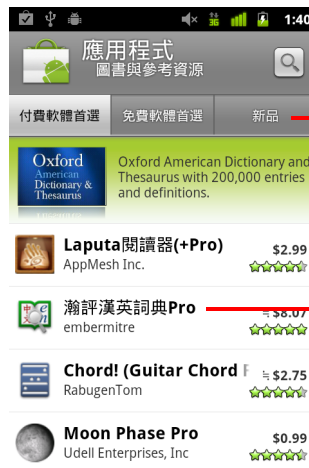 3G
1:40
應用程式
圖書與參考資源
付費軟體首選
免費軟體首選
新品
Oxford
American
Dictionary &
Thesaurus
Oxford American Dictionary and
Thesaurus with 200,000 entries
and definitions.
Laputa閱讀器(+Pro)
$2.99
AppMesh Inc.
瀚評漢英詞典Pro
≒ $8.07
embermitre
Chord! (Guitar Chord F
≒ $2.75
RabugenTom
Moon Phase Pro
$0.99
Udell Enterprises, Inc